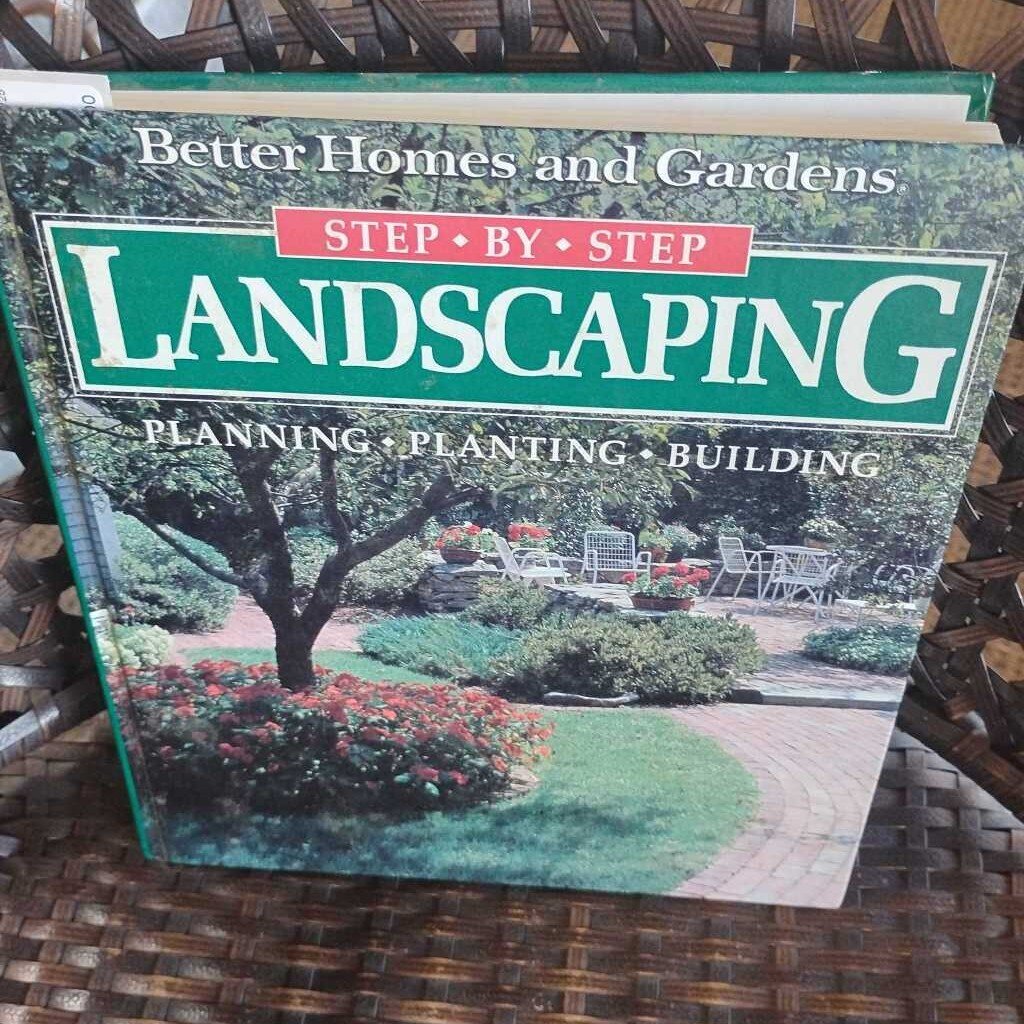 Better Homes and Gardens®
STEP • BY • STEP
LANDSCAPING
PLANNING • PLANTING • BUILDING